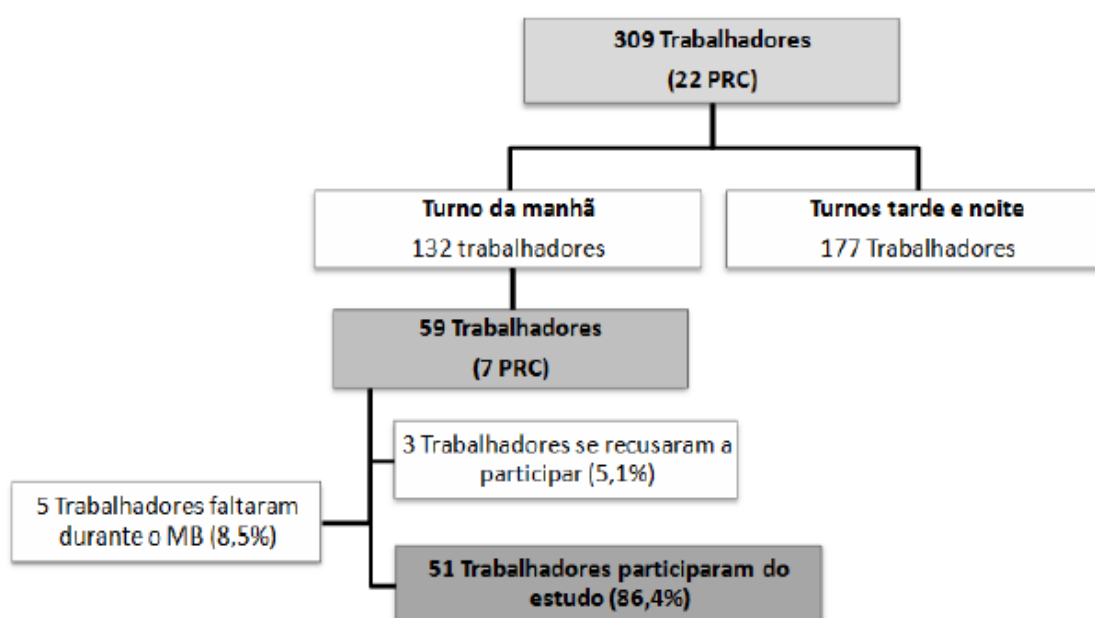 309 Trabalhadores
(22 PRC)
Turno da manhã
132 trabalhadores
Turnos tarde e noite
177 Trabalhadores
59 Trabalhadores
(7 PRC)
3 Trabalhadores se recusaram a
participar (5,1%)
5 Trabalhadores faltaram
durante o MB (8,5%)
51 Trabalhadores participaram do
estudo (86,4%)